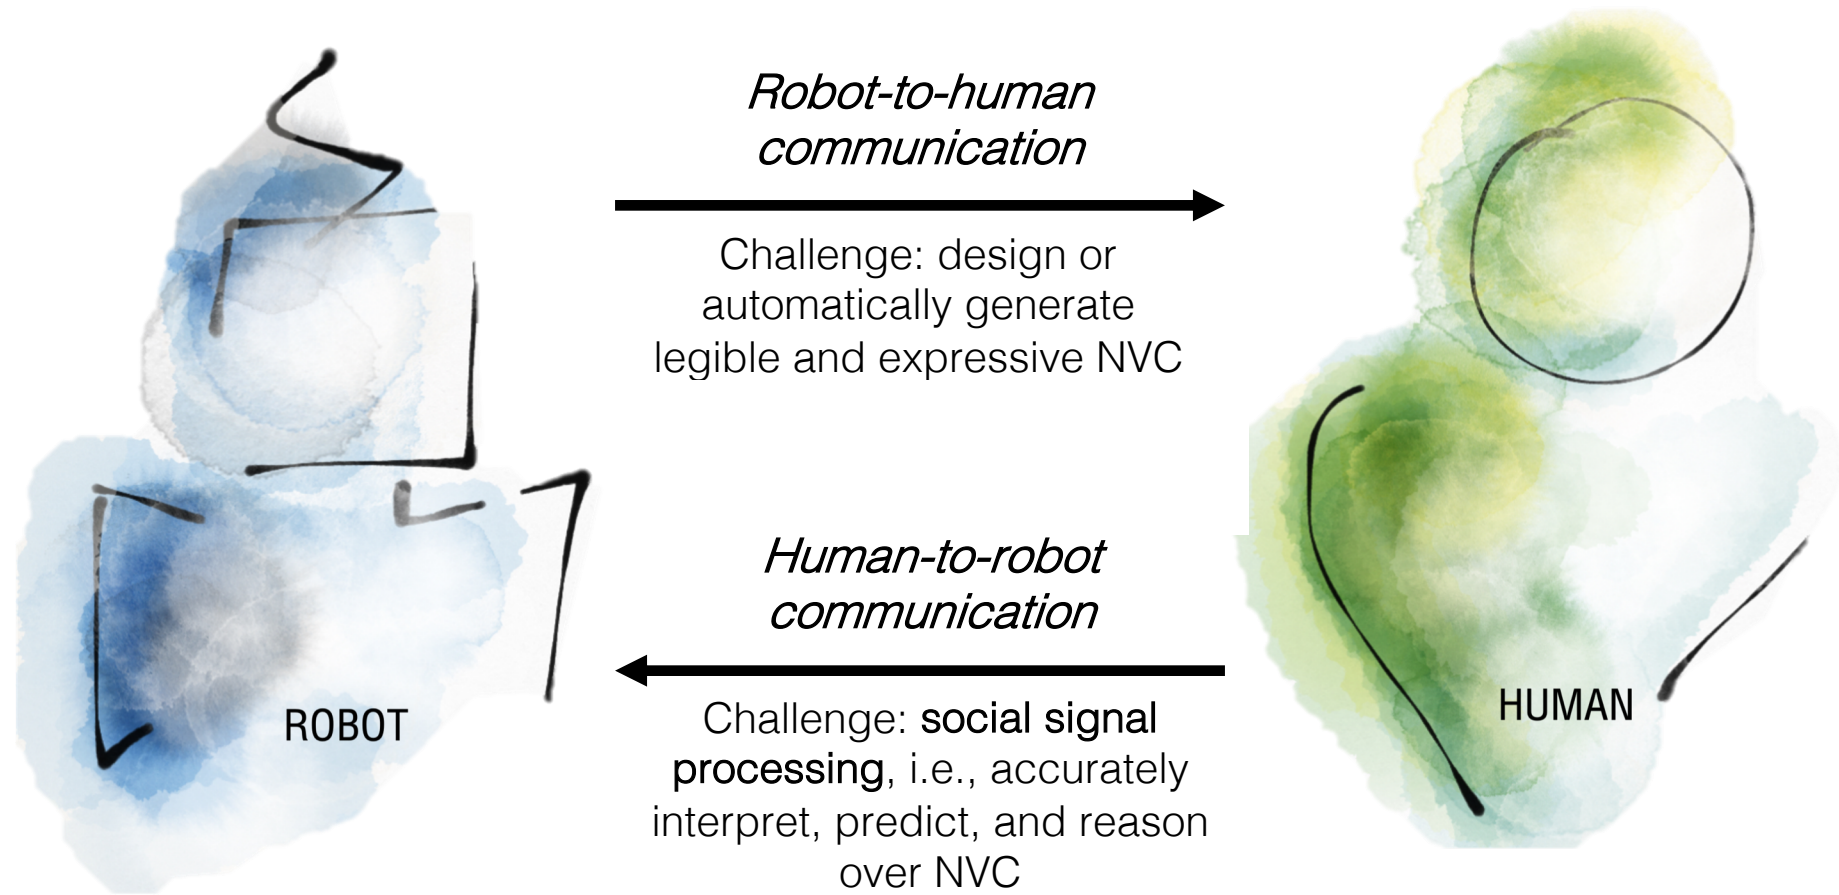 Robot-to-human
communication
Challenge: design or
automatically generate
legible and expressive NVC
Human-to-robot
communication
Challenge: social signal
processing, i.e., accurately
interpret, predict, and reason
over NVC
ROBOT
HUMAN